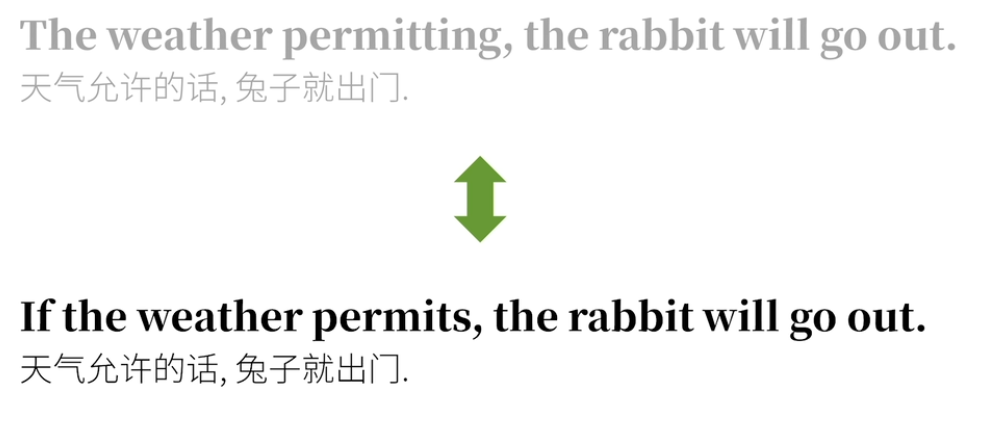 The weather permitting, the rabbit will go out.
天气允许的话, 兔子就出门.
If the weather permits, the rabbit will go out.
天气允许的话, 兔子就出门.